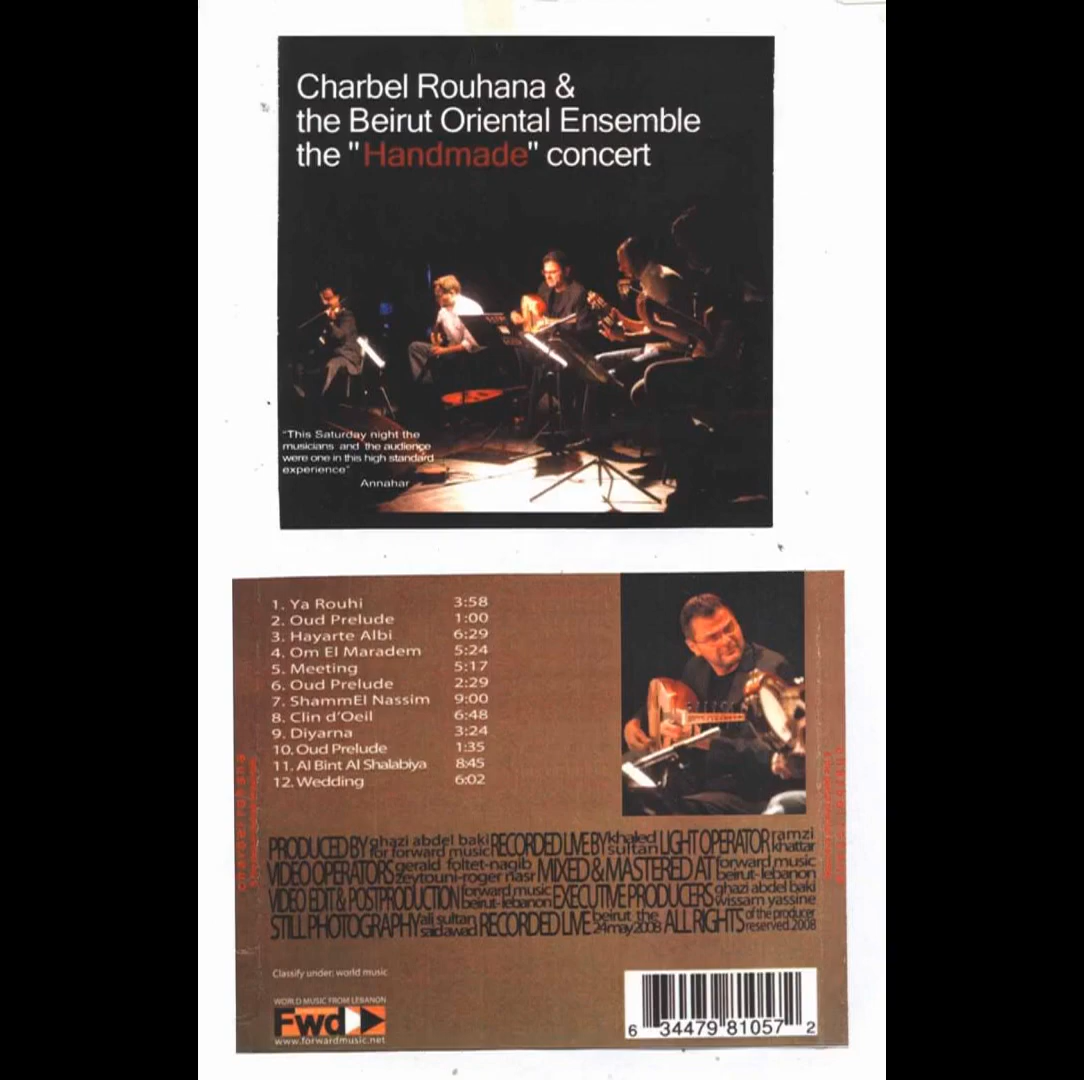 Charbel Rouhana &
the Beirut Oriental Ensemble
the "Handmade" concert
"This Saturday night the
musicians and the audience
were one in this high standard
experience"
Annahar
1. Ya Rouhi 3:58
2. Oud Prelude 1:00
3. Hayarte Albi 6:29
4. Om El Maradem 5:24
5. Meeting 5:17
6. Oud Prelude 2:29
7. ShammEl Nassim 9:00
8. Clin d'Oeil 6:48
9. Diyarna 3:24
10. Oud Prelude 1:35
11. Al Bint Al Shalabiya 8:45
12. Wedding 6:02
charbel rouhana
PRODUCED BY ghazi abdel baki for forward music RECORDED LIVE BY khaled sultan LIGHT OPERATOR ramzi khattar
VIDEO OPERATORS gerald foltet-nagib zeytouni-roger nasr MIXED & MASTERED AT forward music beirut-lebanon
VIDEO EDIT & POSTPRODUCTION forward music beirut-lebanon EXECUTIVE PRODUCERS ghazi abdel baki wissam yassine
STILL PHOTOGRAPHY ali sultan said awad RECORDED LIVE beirut the 24may2008 ALL RIGHTS of the producer reserved.2008
Classify under: world music
WORLD MUSIC FROM LEBANON
Fwd
www.forwardmusic.net
6 34479 81057 2